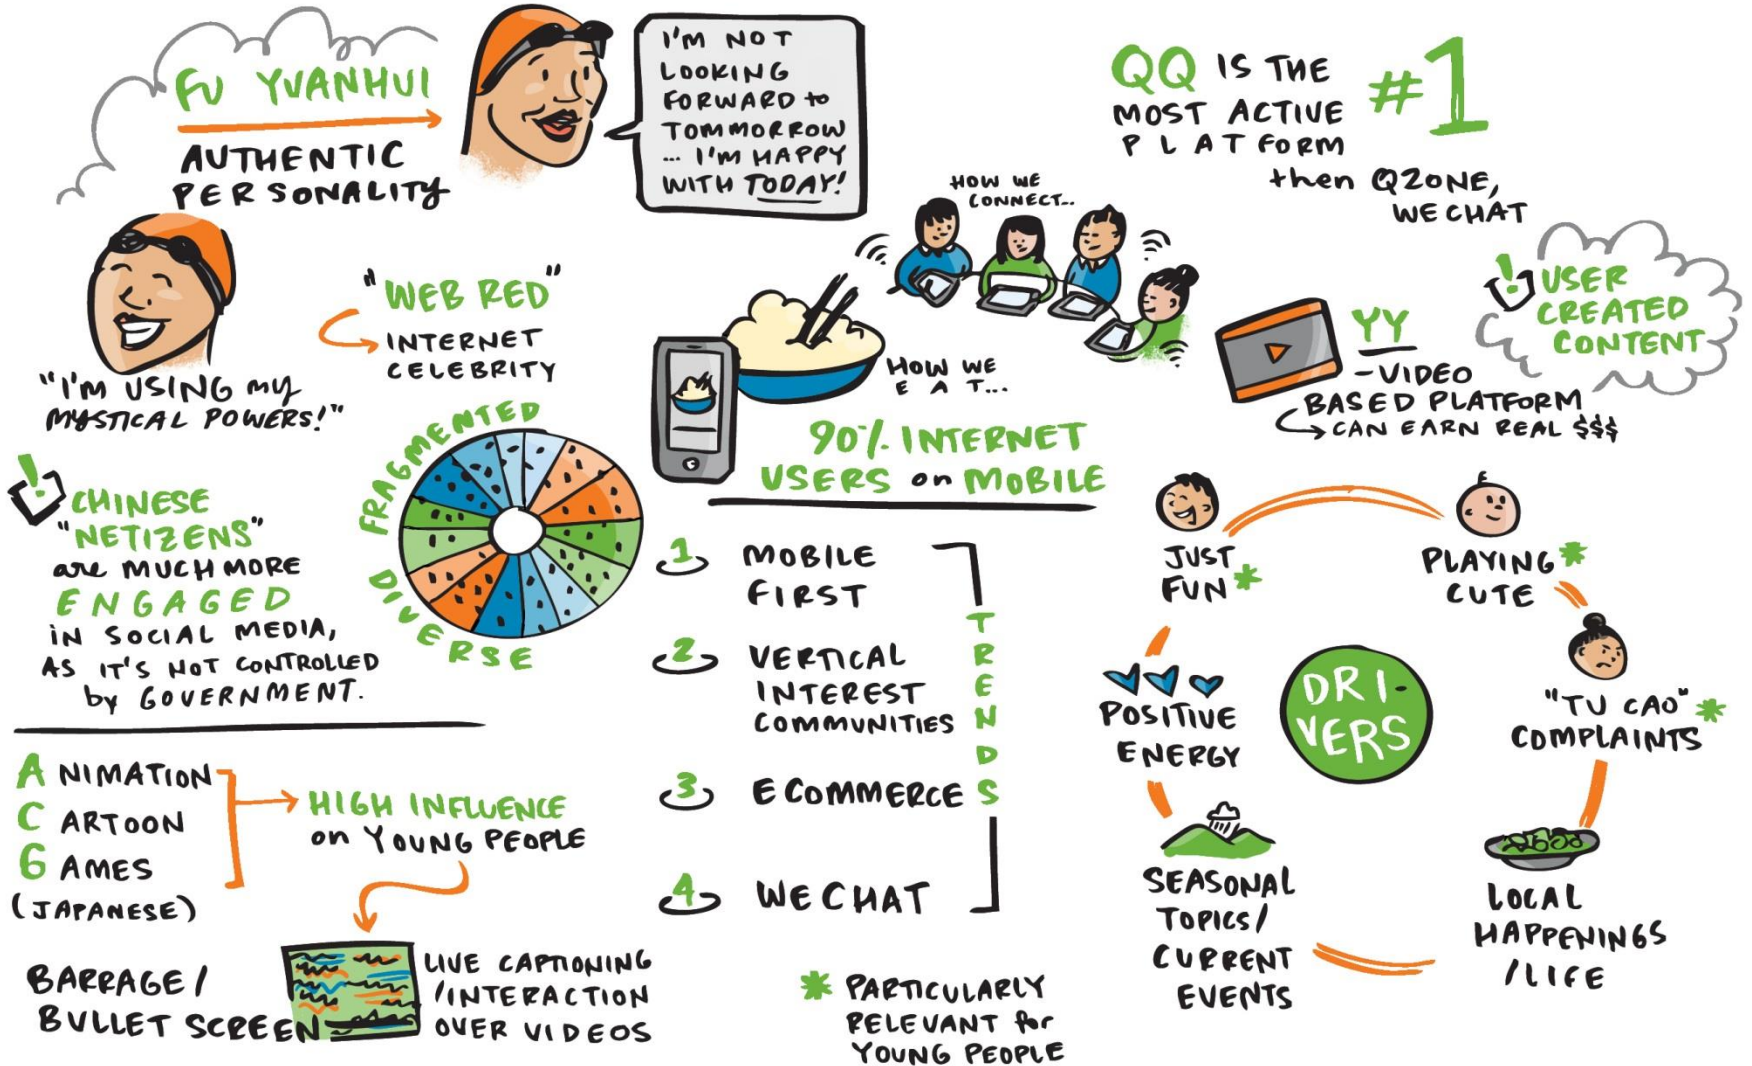 FU YUANHUI
AUTHENTIC
PERSONALITY
I'M NOT
LOOKING
FORWARD to
TOMMORROW
... I'M HAPPY
WITH TODAY!
"I'M USING MY
MYSTICAL POWERS!"
"WEB RED"
INTERNET
CELEBRITY
CHINESE
"NETIZENS"
are MUCH MORE
ENGAGED
IN SOCIAL MEDIA,
AS IT'S NOT CONTROLLED
by GOVERNMENT.
FRAGMENTED
DIVERSE
ANIMATION
CARTOON
GAMES
(JAPANESE)
HIGH INFLUENCE
on YOUNG PEOPLE
BARRAGE/
BULLET SCREEN
LIVE CAPTIONING
/INTERACTION
OVER VIDEOS
HOW WE
CONNECT...
HOW WE
EAT...
90% INTERNET
USERS on MOBILE
1 MOBILE
FIRST
2 VERTICAL
INTEREST
COMMUNITIES
3 ECOMMERCE
4 WECHAT
TRENDS
* PARTICULARLY
RELEVANT for
YOUNG PEOPLE
QQ IS THE
MOST ACTIVE
PLATFORM
#1
then QZONE,
WECHAT
! USER
CREATED
CONTENT
YY
-VIDEO
BASED PLATFORM
CAN EARN REAL $$$
JUST
FUN *
PLAYING *
CUTE
"TU CAO" *
COMPLAINTS
LOCAL
HAPPENINGS
/LIFE
SEASONAL
TOPICS/
CURRENT
EVENTS
POSITIVE
ENERGY
DRI-
VERS